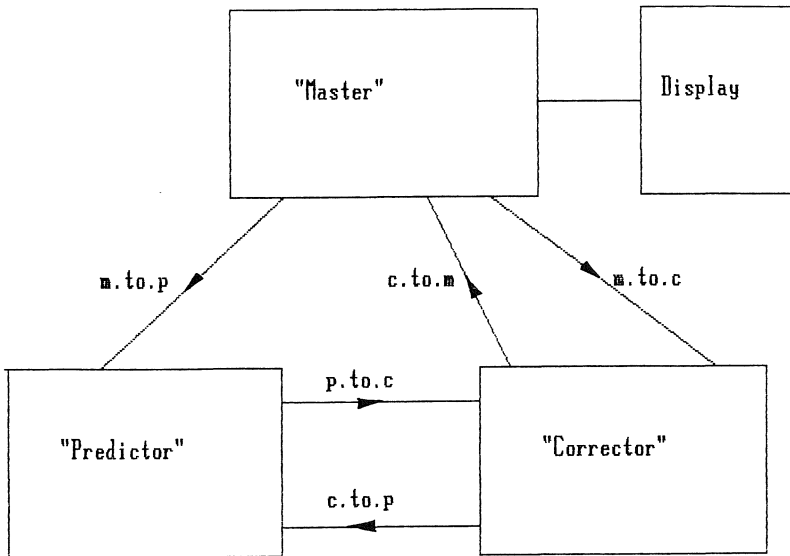 "Master"
Display
m.to.p
c.to.m
m.to.c
p.to.c
"Predictor"
"Corrector"
c.to.p